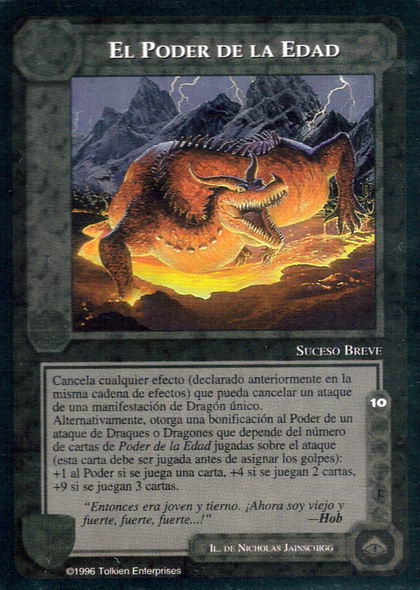 El Poder de la Edad
Suceso Breve
Cancela cualquier efecto (declarado anteriormente en la
misma cadena de efectos) que pueda cancelar un ataque
de una manifestación de Dragón único.
10
Alternativamente, otorga una bonificación al Poder de un
ataque de Draques o Dragones que depende del número
de cartas de Poder de la Edad jugadas sobre el ataque
(esta carta debe ser jugada antes de asignar los golpes):
+1 al Poder si se juega una carta, +4 si se juegan 2 cartas,
+9 si se juegan 3 cartas.
"Entonces era joven y tierno. ¡Ahora soy viejo y
fuerte, fuerte, fuerte...!" —Hob
Il. de Nicholas Jainschigg
©1996 Tolkien Enterprises